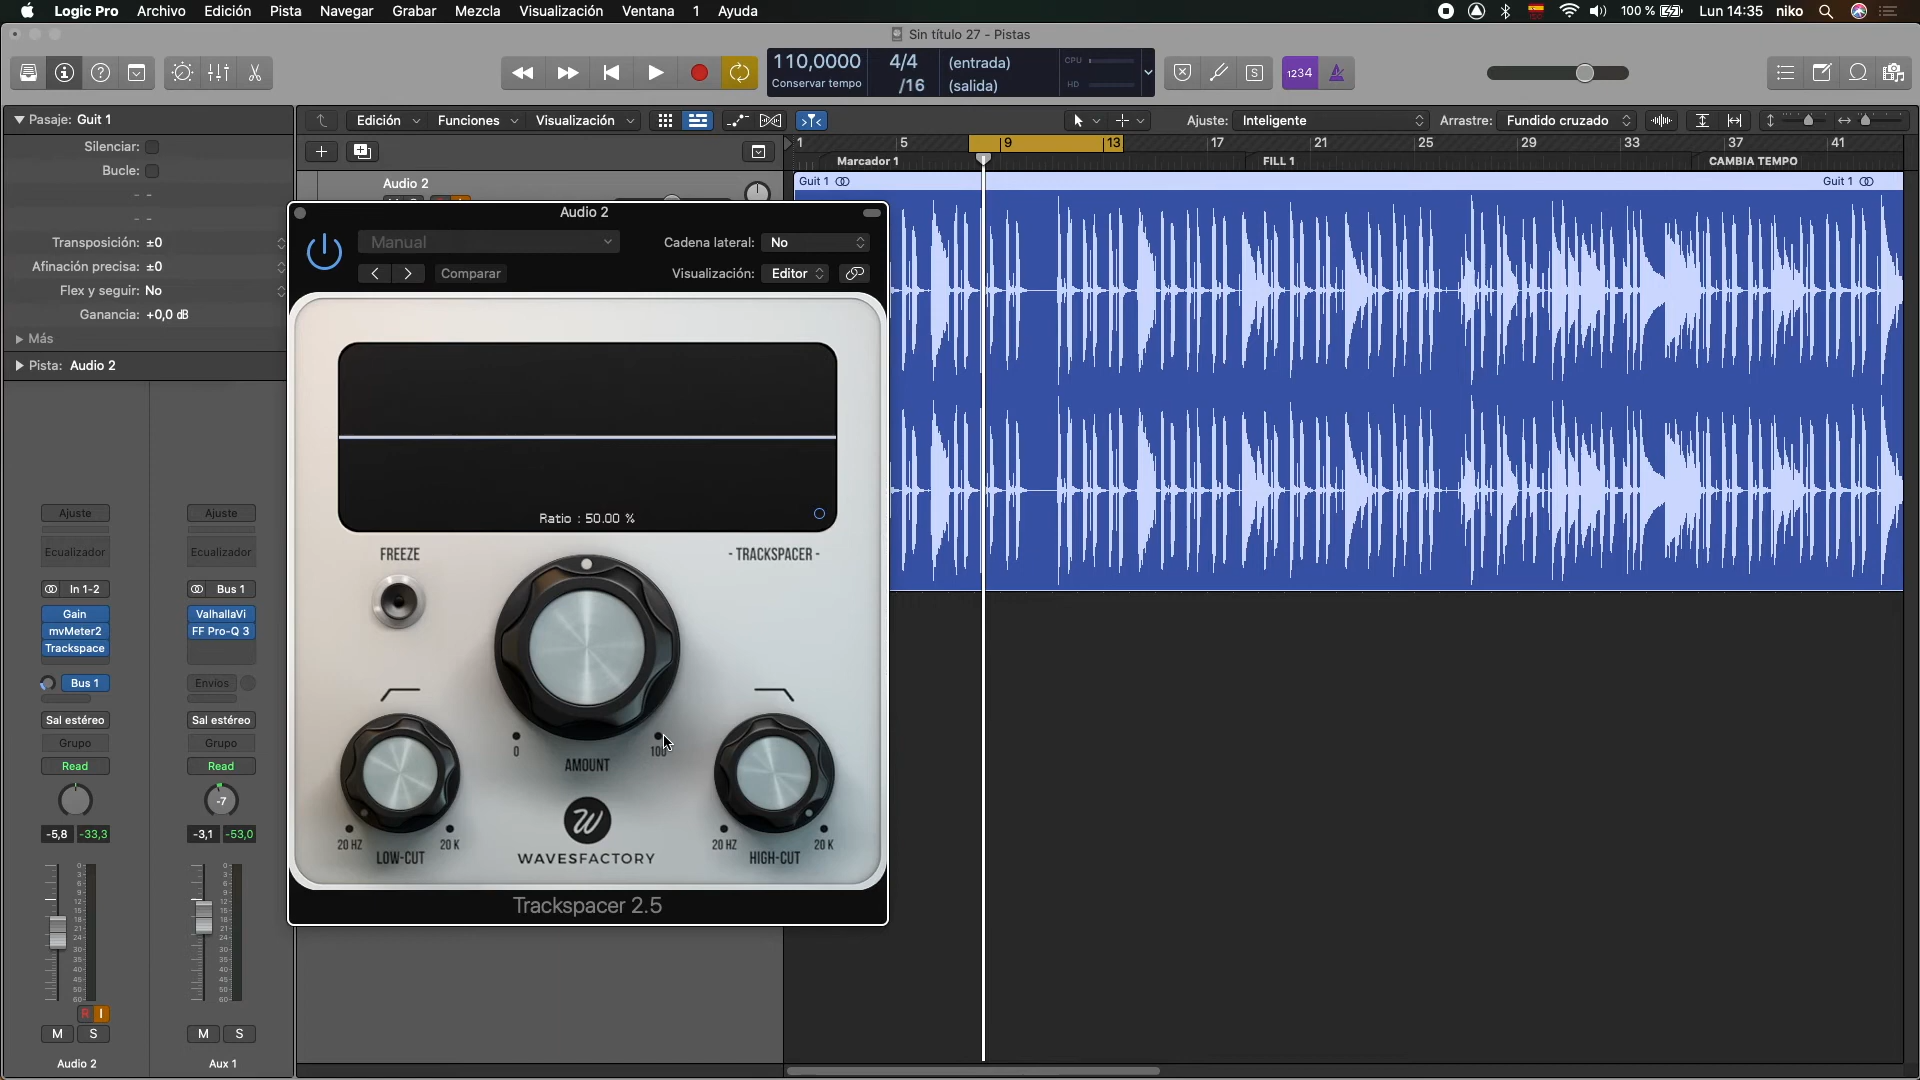 Logic Pro Archivo Edición Pista Navegar Grabar Mezcla Visualización Ventana 1 Ayuda 100 % Lun 14:35 niko
Sin título 27 - Pistas
110,0000 4/4 (entrada) CPU
Conservar tempo /16 (salida) HD
S 1234
Pasaje: Guit 1
Edición Funciones Visualización Ajuste: Inteligente Arrastre: Fundido cruzado
Silenciar:
Bucle:
- -
- -
Transposición: ±0
Afinación precisa: ±0
Flex y seguir: No
Ganancia: +0,0 dB
Más
Pista: Audio 2
1 5 9 13 17 21 25 29 33 37 41
Marcador 1 FILL 1 CAMBIA TEMPO
Audio 2
Guit 1 Guit 1
Audio 2
Manual Cadena lateral: No
Comparar Visualización: Editor
Ratio : 50.00 %
FREEZE - TRACKSPACER -
0 100
AMOUNT
20 HZ 20 K 20 HZ 20 K
LOW-CUT HIGH-CUT
WAVESFACTORY
Trackspacer 2.5
Ajuste Ajuste
Ecualizador Ecualizador
In 1-2 Bus 1
Gain ValhallaVi
mvMeter2 FF Pro-Q 3
Trackspace
Bus 1 Envíos
Sal estéreo Sal estéreo
Grupo Grupo
Read Read
-7
-5,8 -33,3 -3,1 -53,0
R I
M S M S
Audio 2 Aux 1